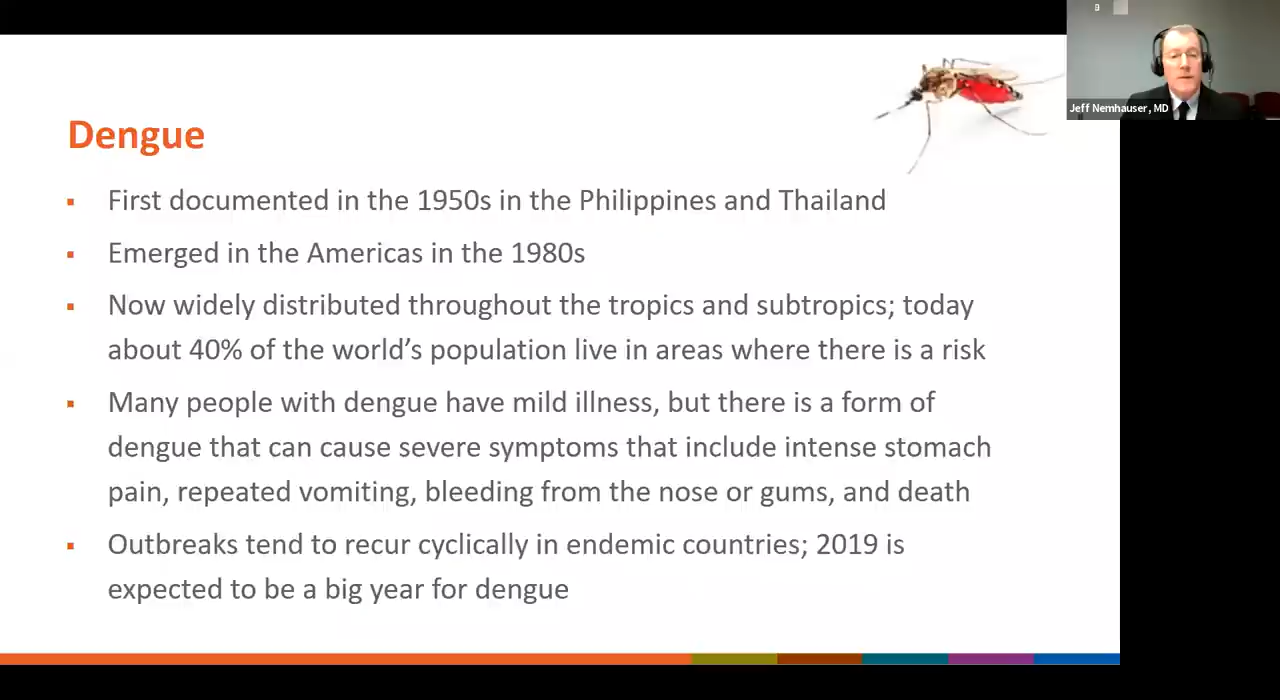 Jeff Nemhauser, MD
Dengue
▪ First documented in the 1950s in the Philippines and Thailand
▪ Emerged in the Americas in the 1980s
▪ Now widely distributed throughout the tropics and subtropics; today
about 40% of the world's population live in areas where there is a risk
▪ Many people with dengue have mild illness, but there is a form of
dengue that can cause severe symptoms that include intense stomach
pain, repeated vomiting, bleeding from the nose or gums, and death
▪ Outbreaks tend to recur cyclically in endemic countries; 2019 is
expected to be a big year for dengue